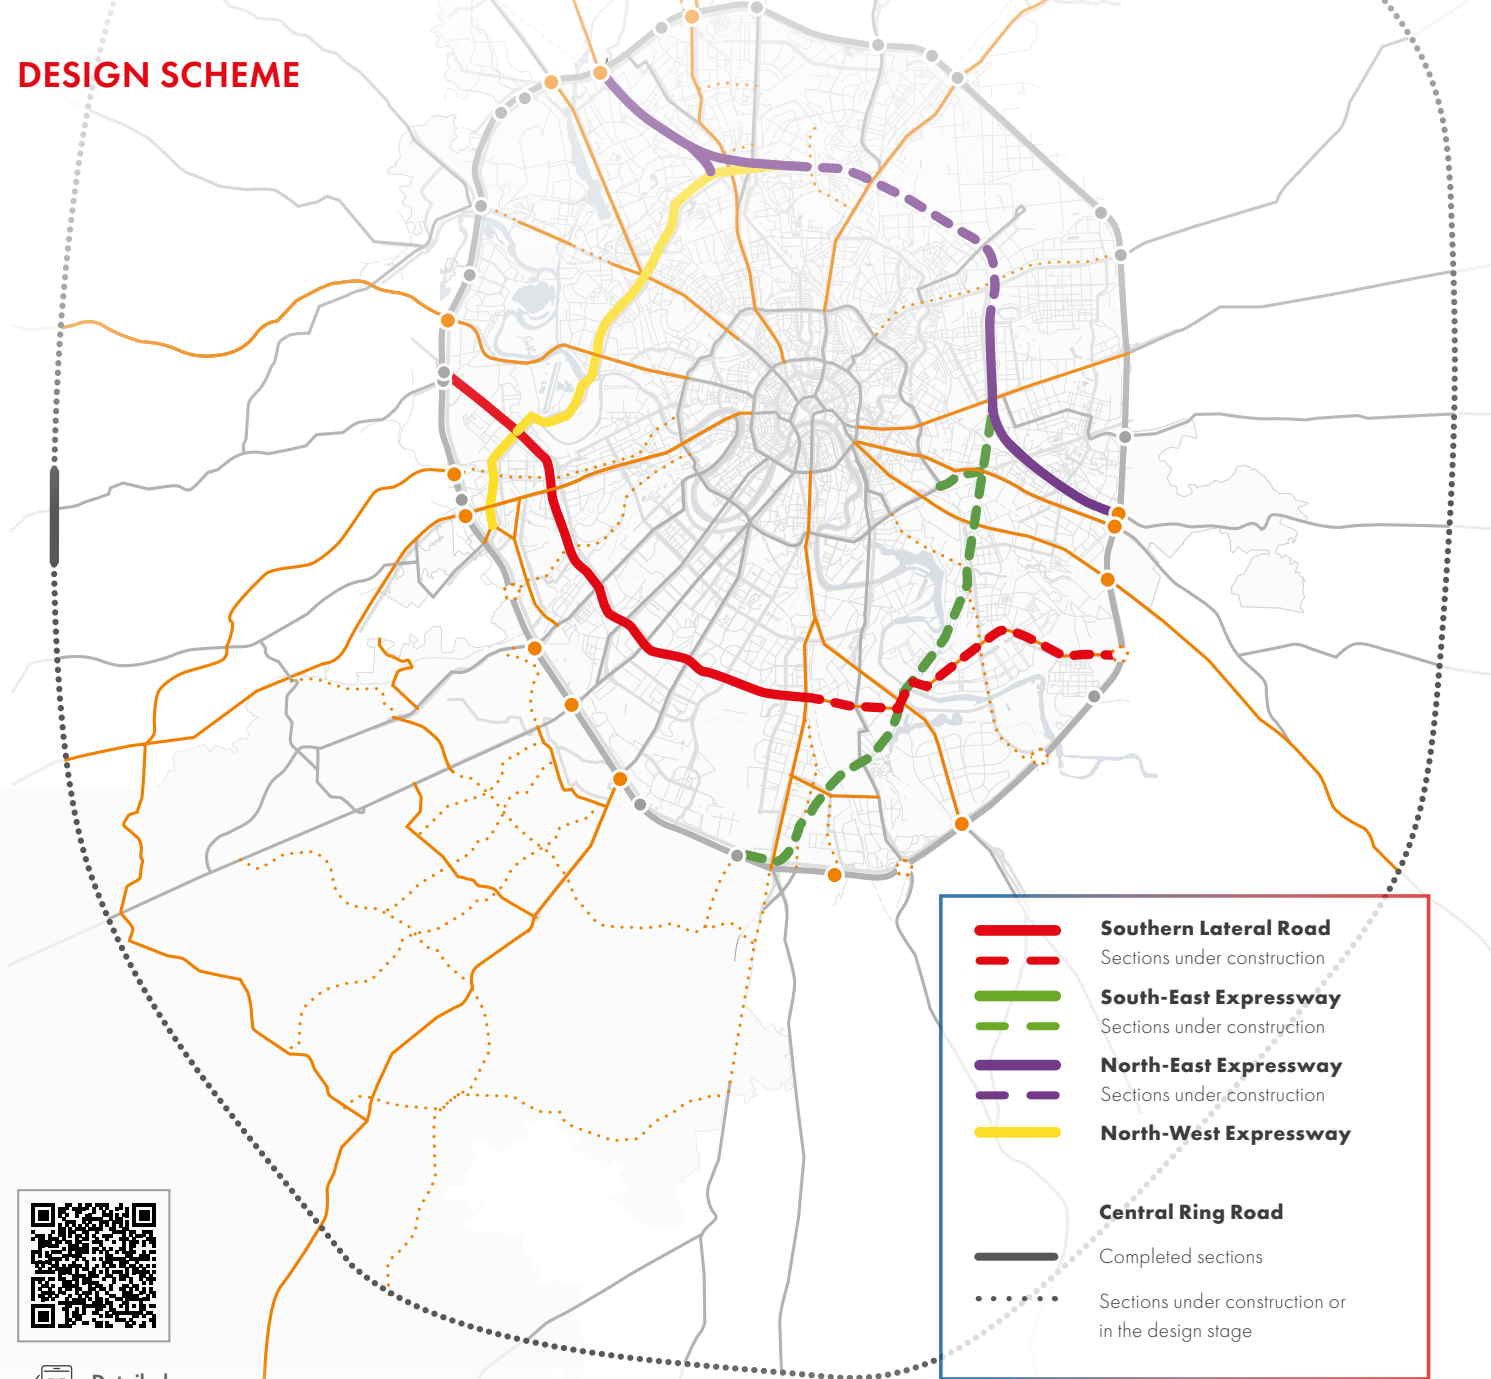 DESIGN SCHEME
Southern Lateral Road
Sections under construction
South-East Expressway
Sections under construction
North-East Expressway
Sections under construction
North-West Expressway
Central Ring Road
Completed sections
Sections under construction or
in the design stage
Detailed